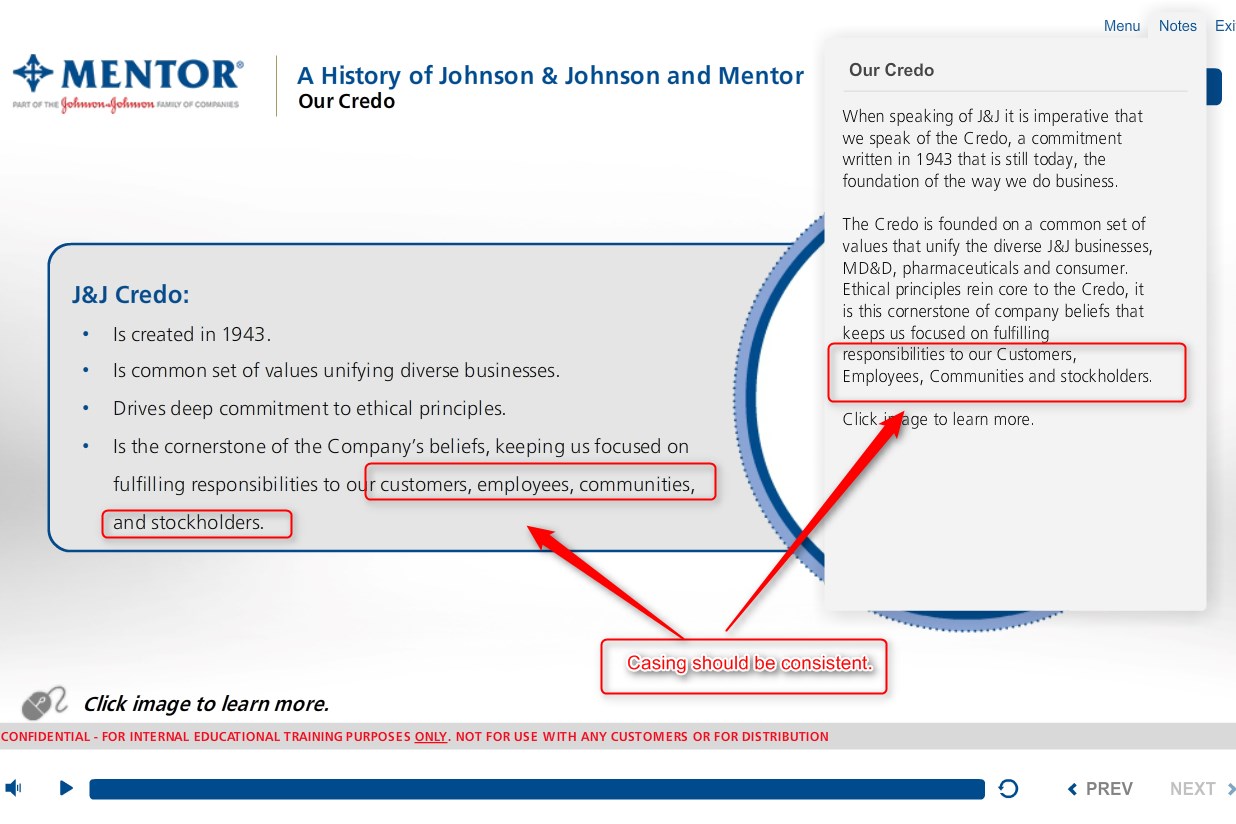 Menu Notes Exi
MENTOR®
PART OF THE Johnson & Johnson FAMILY OF COMPANIES
A History of Johnson & Johnson and Mentor
Our Credo
J&J Credo:
• Is created in 1943.
• Is common set of values unifying diverse businesses.
• Drives deep commitment to ethical principles.
• Is the cornerstone of the Company's beliefs, keeping us focused on
fulfilling responsibilities to our customers, employees, communities,
and stockholders.
Our Credo
When speaking of J&J it is imperative that
we speak of the Credo, a commitment
written in 1943 that is still today, the
foundation of the way we do business.
The Credo is founded on a common set of
values that unify the diverse J&J businesses,
MD&D, pharmaceuticals and consumer.
Ethical principles rein core to the Credo, it
is this cornerstone of company beliefs that
keeps us focused on fulfilling
responsibilities to our Customers,
Employees, Communities and stockholders.
Click image to learn more.
Casing should be consistent.
Click image to learn more.
CONFIDENTIAL - FOR INTERNAL EDUCATIONAL TRAINING PURPOSES ONLY. NOT FOR USE WITH ANY CUSTOMERS OR FOR DISTRIBUTION
PREV NEXT